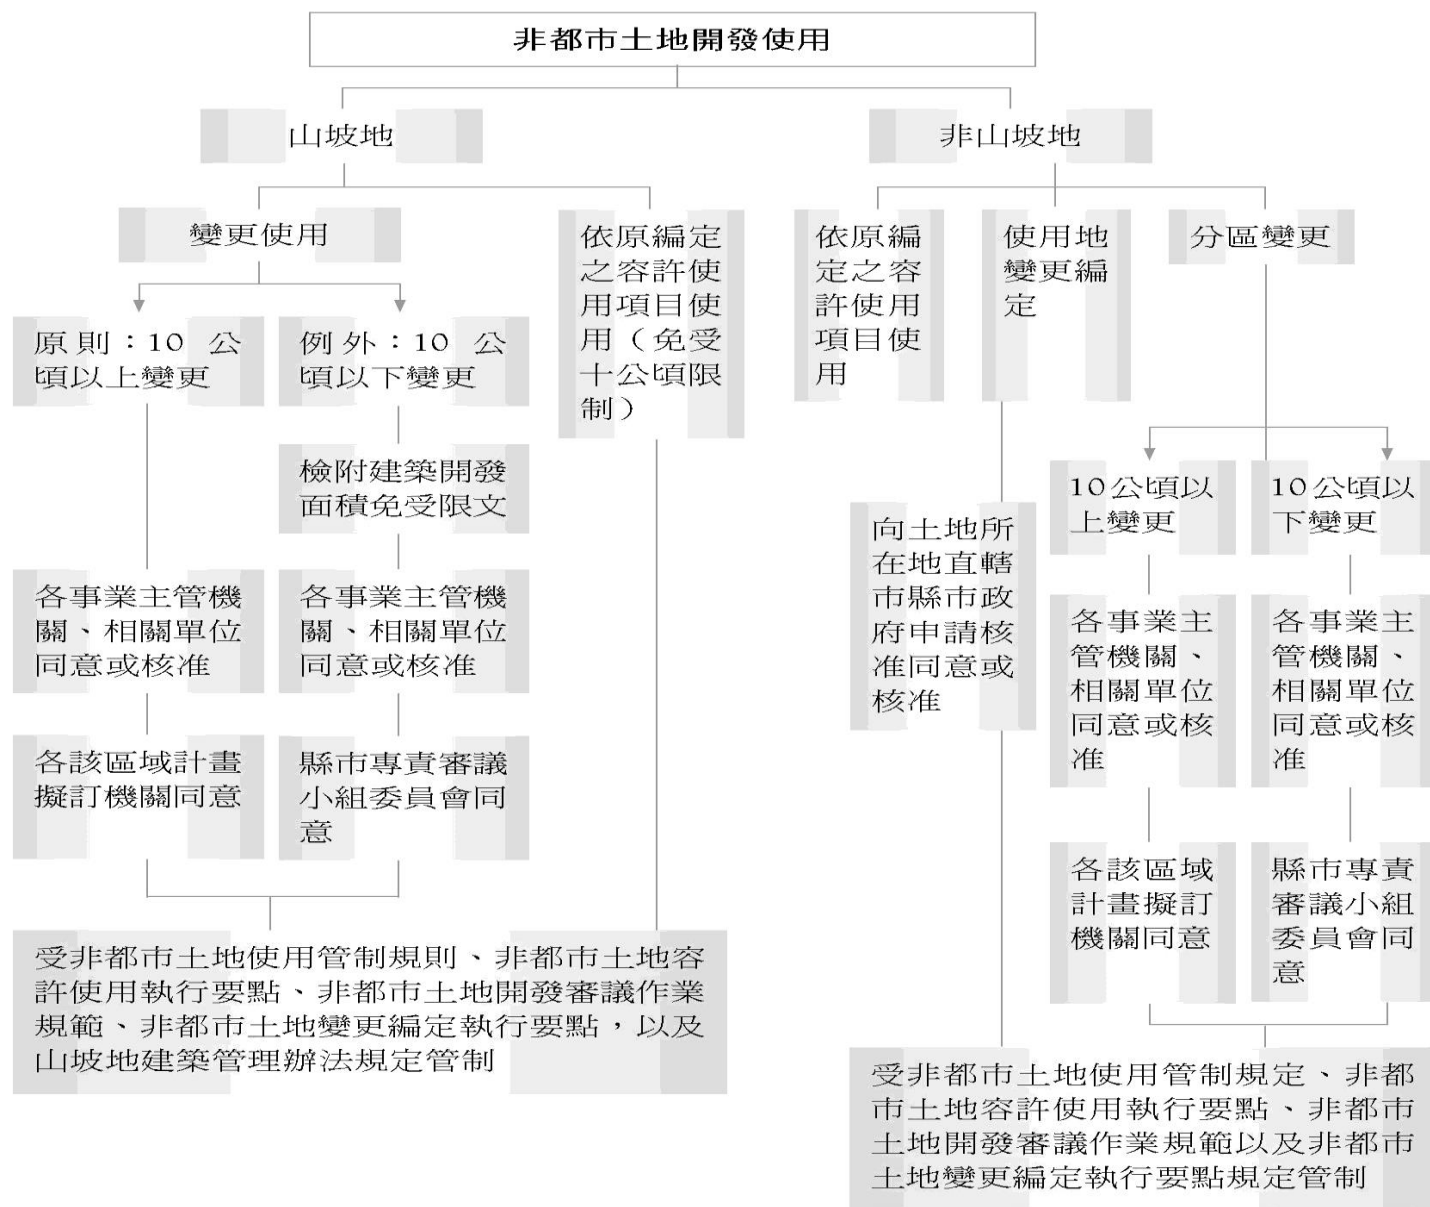 非都市土地開發使用
山坡地
非山坡地
變更使用
依原編定
之容許使
用項目使
用（免受
十公頃限
制）
依原編
定之容
許使用
項目使
用
使用地
變更編
定
分區變更
原則：10 公
頃以上變更
例外：10 公
頃以下變更
檢附建築開發
面積免受限文
10公頃以
上變更
10公頃以
下變更
向土地所
在地直轄
市縣市政
府申請核
准同意或
核准
各事業主管機
關、相關單位
同意或核准
各事業主管機
關、相關單位
同意或核准
各事業主
管機關、
相關單位
同意或核
准
各事業主
管機關、
相關單位
同意或核
准
各該區域計畫
擬訂機關同意
縣市專責審議
小組委員會同
意
各該區域
計畫擬訂
機關同意
縣市專責
審議小組
委員會同
意
受非都市土地使用管制規則、非都市土地容
許使用執行要點、非都市土地開發審議作業
規範、非都市土地變更編定執行要點，以及
山坡地建築管理辦法規定管制
受非都市土地使用管制規定、非都
市土地容許使用執行要點、非都市
土地開發審議作業規範以及非都市
土地變更編定執行要點規定管制